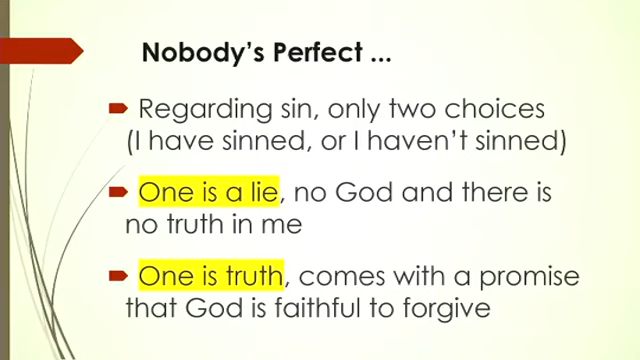 Nobody’s Perfect ...
Regarding sin, only two choices
(I have sinned, or I haven’t sinned)
One is a lie, no God and there is
no truth in me
One is truth, comes with a promise
that God is faithful to forgive